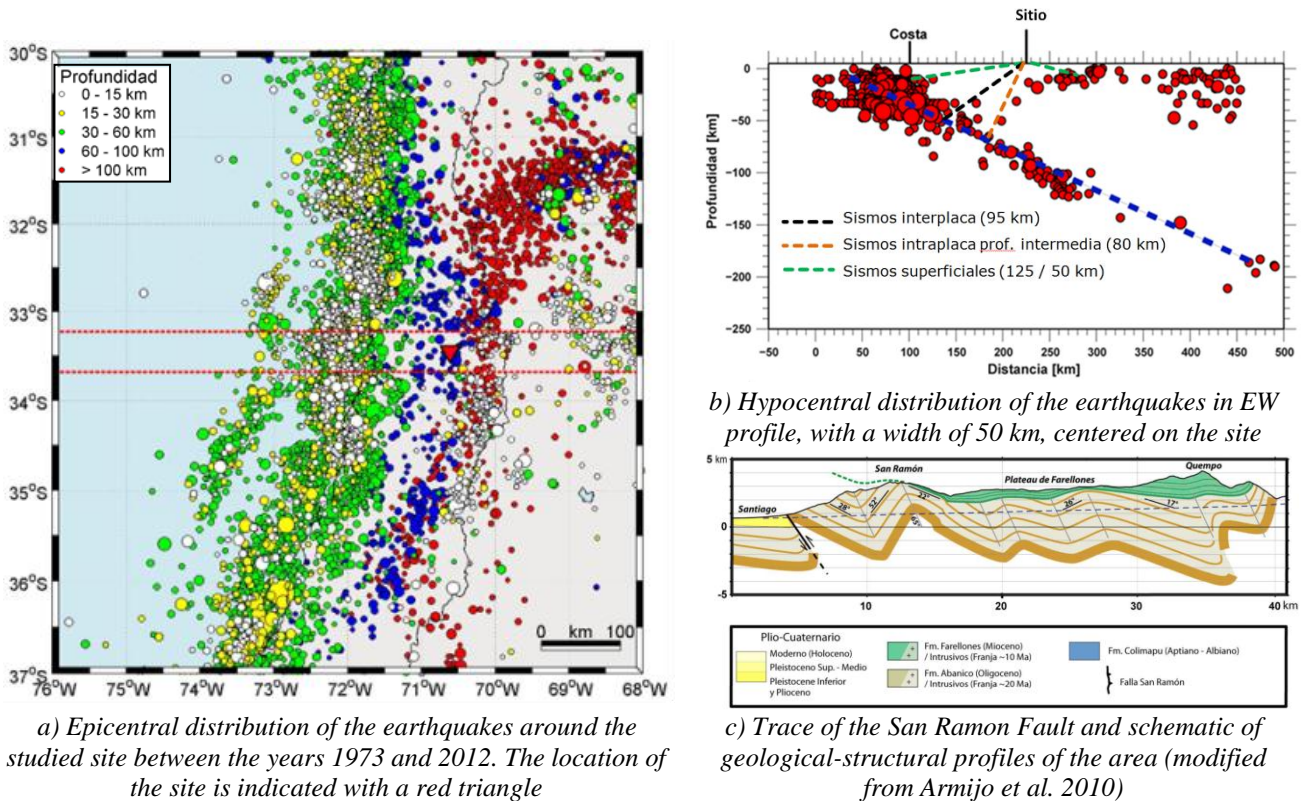 30°S
31°S
32°S
33°S
34°S
35°S
36°S
37°S
76°W 75°W 74°W 73°W 72°W 71°W 70°W 69°W 68°W
Profundidad
0 - 15 km
15 - 30 km
30 - 60 km
60 - 100 km
> 100 km
0 km 100
a) Epicentral distribution of the earthquakes around the
studied site between the years 1973 and 2012. The location of
the site is indicated with a red triangle
Sitio
Costa
Profundidad [km]
0
−50
−100
−150
−200
−250
Sismos interplaca (95 km)
Sismos intraplaca prof. intermedia (80 km)
Sismos superficiales (125 / 50 km)
−50 0 50 100 150 200 250 300 350 400 450 500
Distancia [km]
b) Hypocentral distribution of the earthquakes in EW
profile, with a width of 50 km, centered on the site
5 km
0
-5
Santiago
San Ramón
Plateau de Farellones
Quempo
28°
52°
22°
65°
26°
17°
10 20 30 40 km
Plio-Cuaternario
Moderno (Holoceno)
Pleistoceno Sup. - Medio
Pleistocene Inferior
y Plioceno
Fm. Farellones (Mioceno)
/ Intrusivos (Franja ~10 Ma)
Fm. Abanico (Oligoceno)
/ Intrusivos (Franja ~20 Ma)
Fm. Colimapu (Aptiano - Albiano)
Falla San Ramón
c) Trace of the San Ramon Fault and schematic of
geological-structural profiles of the area (modified
from Armijo et al. 2010)